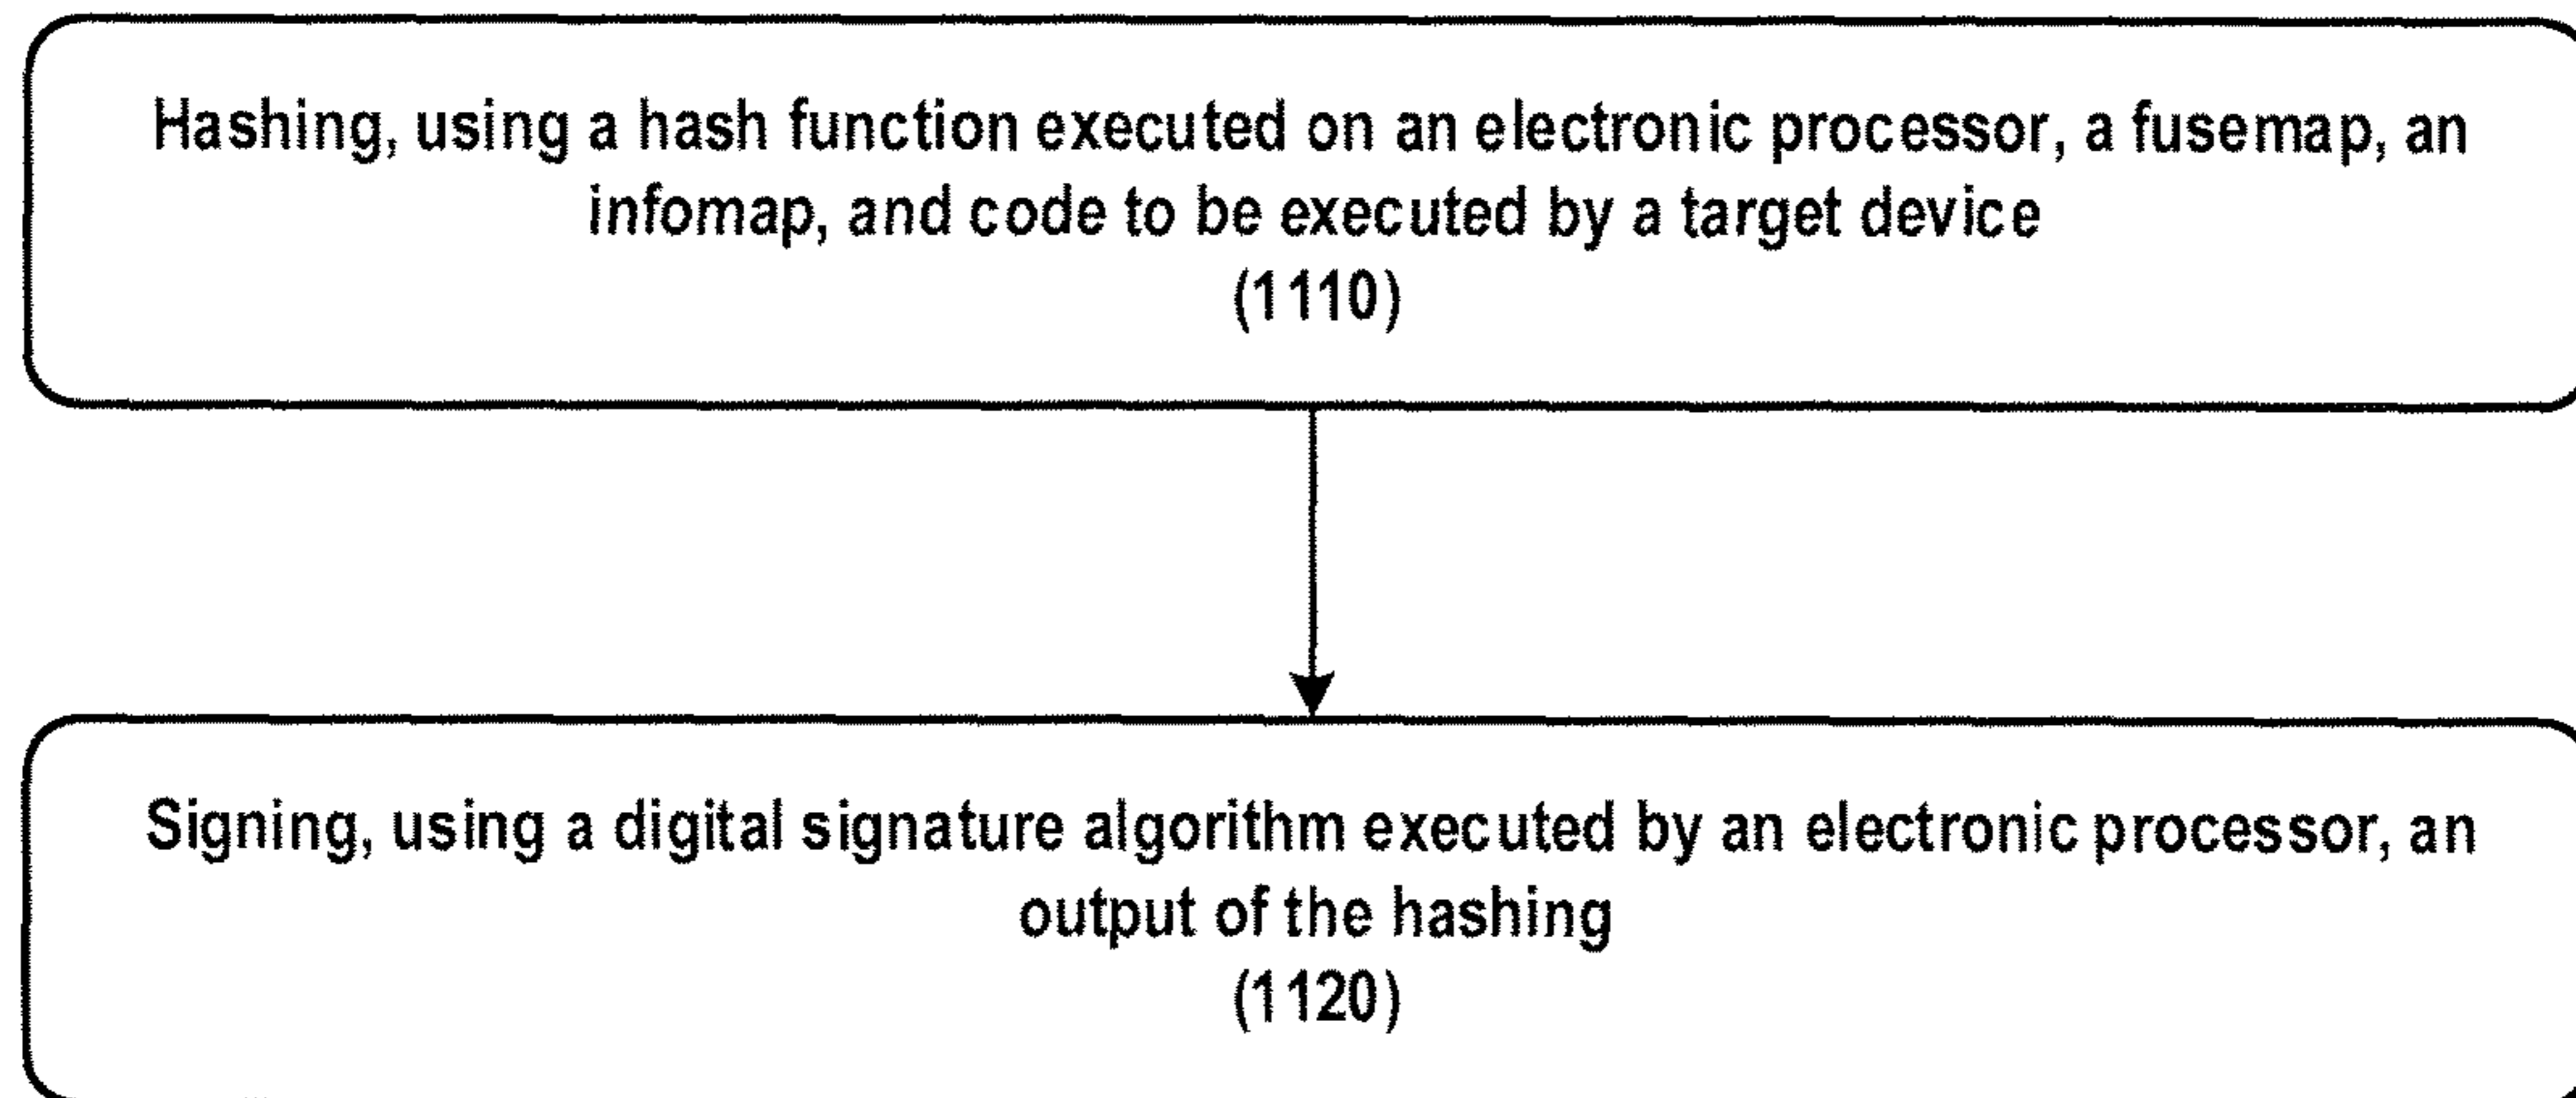 Hashing, using a hash function executed on an electronic processor, a fusemap, an
infomap, and code to be executed by a target device
(1110)
Signing, using a digital signature algorithm executed by an electronic processor, an
output of the hashing
(1120)